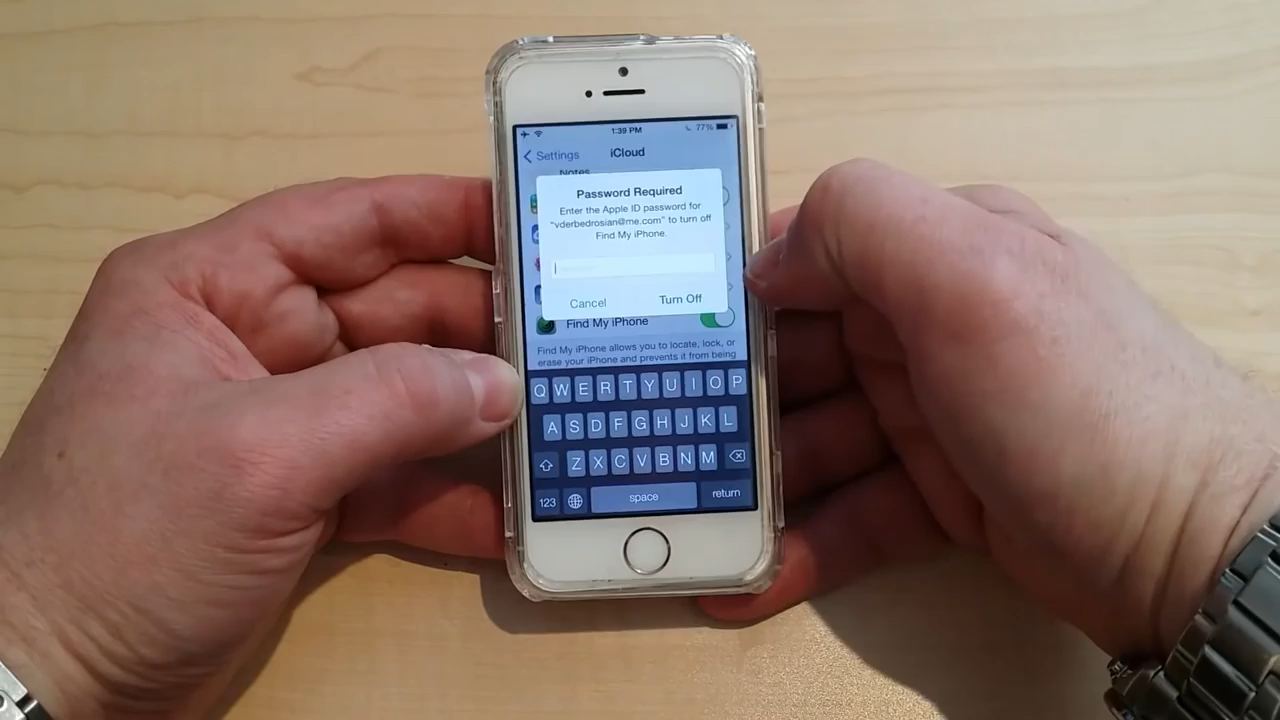 1:39 PM 77%
Settings iCloud
Notes
Password Required
Enter the Apple ID password for
"vderbedrosian@me.com" to turn off
Find My iPhone.
Cancel Turn Off
Find My iPhone
Find My iPhone allows you to locate, lock, or
erase your iPhone and prevents it from being
Q W E R T Y U I O P
A S D F G H J K L
Z X C V B N M
123 space return